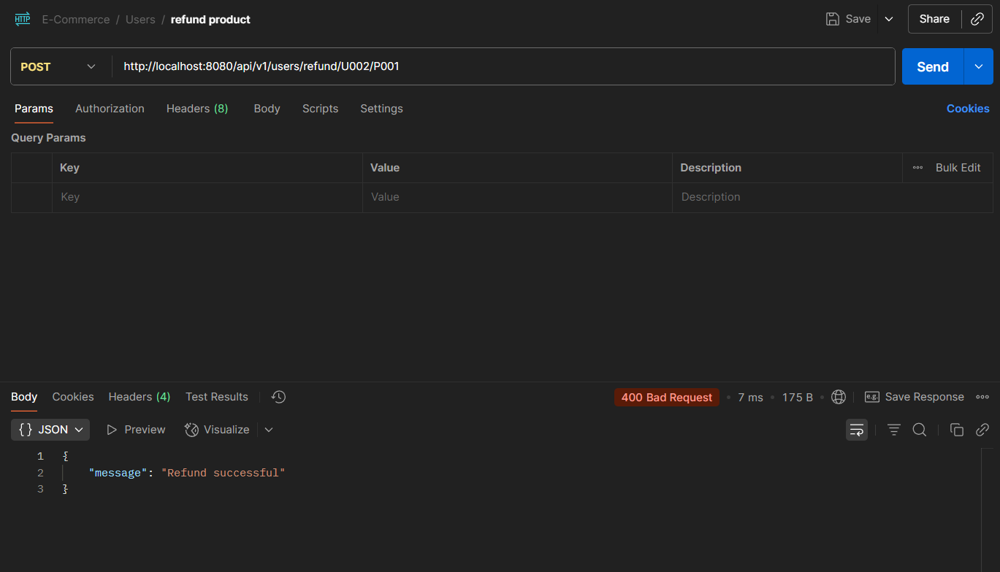 HTTP E-Commerce / Users / refund product Save Share
POST http://localhost:8080/api/v1/users/refund/U002/P001 Send
Params Authorization Headers (8) Body Scripts Settings Cookies
Query Params
Key Value Description Bulk Edit
Key Value Description
Body Cookies Headers (4) Test Results 400 Bad Request • 7 ms • 175 B • e.g. Save Response
{} JSON Preview Visualize
1 {
2 "message": "Refund successful"
3 }